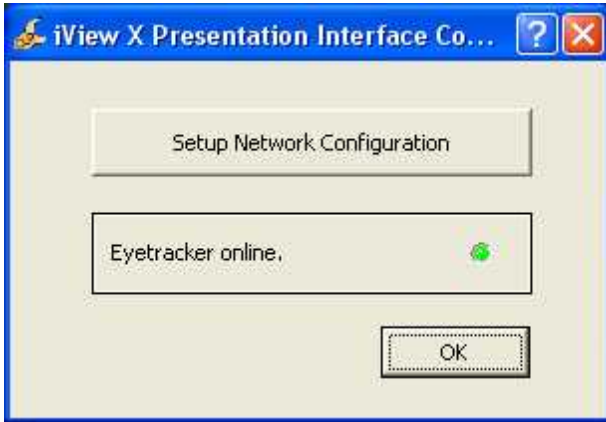 iView X Presentation Interface Co...
Setup Network Configuration
Eyetracker online.
OK